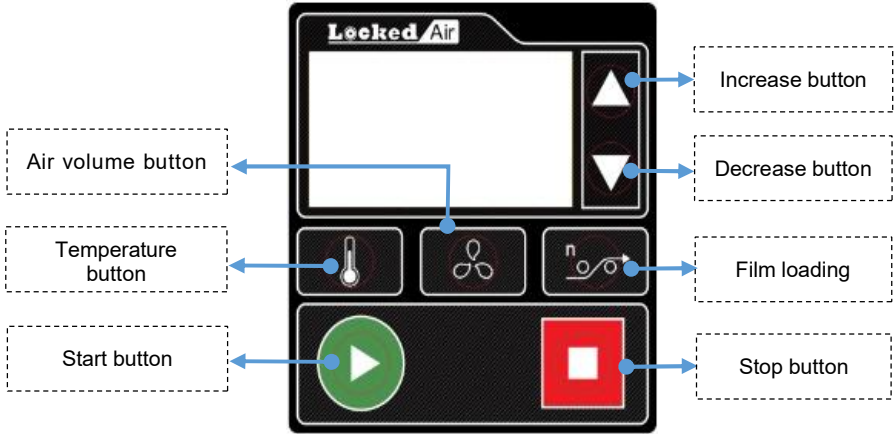 Locked Air
Increase button
Air volume button
Decrease button
Temperature
button
n
Film loading
Start button
Stop button